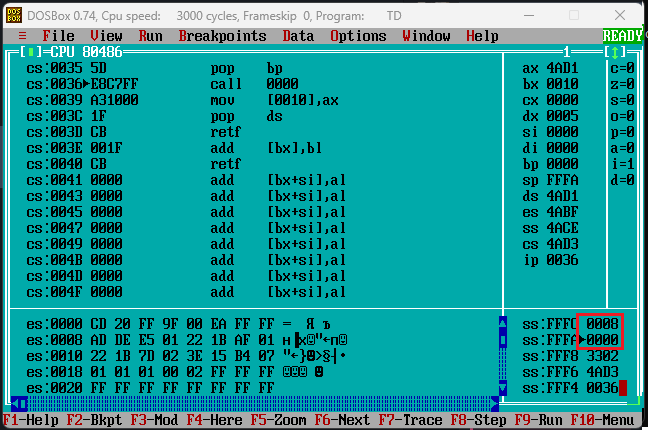 DOSBox 0.74, Cpu speed: 3000 cycles, Frameskip 0, Program: TD
≡ File View Run Breakpoints Data Options Window Help READY
[■]=CPU 80486 1 [↕]
cs:0035 5D pop bp ax 4AD1 c=0
cs:0036►E8C7FF call 0000 bx 0010 z=0
cs:0039 A31000 mov [0010],ax cx 0000 s=0
cs:003C 1F pop ds dx 0005 o=0
cs:003D CB retf si 0000 p=0
cs:003E 001F add [bx],bl di 0000 a=0
cs:0040 CB retf bp 0000 i=1
cs:0041 0000 add [bx+si],al sp FFFA d=0
cs:0043 0000 add [bx+si],al ds 4AD1
cs:0045 0000 add [bx+si],al es 4ABF
cs:0047 0000 add [bx+si],al ss 4ACE
cs:0049 0000 add [bx+si],al cs 4AD3
cs:004B 0000 add [bx+si],al ip 0036
cs:004D 0000 add [bx+si],al
cs:004F 0000 add [bx+si],al
es:0000 CD 20 FF 9F 00 EA FF FF = Я ъ ss:FFFC 0008
es:0008 AD DE E5 01 22 1B AF 01 н▐х☺"←п☺ ss:FFFA►0000
es:0010 22 1B 7D 02 3E 15 B4 07 "←}☻>§┤• ss:FFF8 3302
es:0018 01 01 01 00 02 FF FF FF ☺☺☺ ☻ ss:FFF6 4AD3
es:0020 FF FF FF FF FF FF FF FF ss:FFF4 0036
F1-Help F2-Bkpt F3-Mod F4-Here F5-Zoom F6-Next F7-Trace F8-Step F9-Run F10-Menu